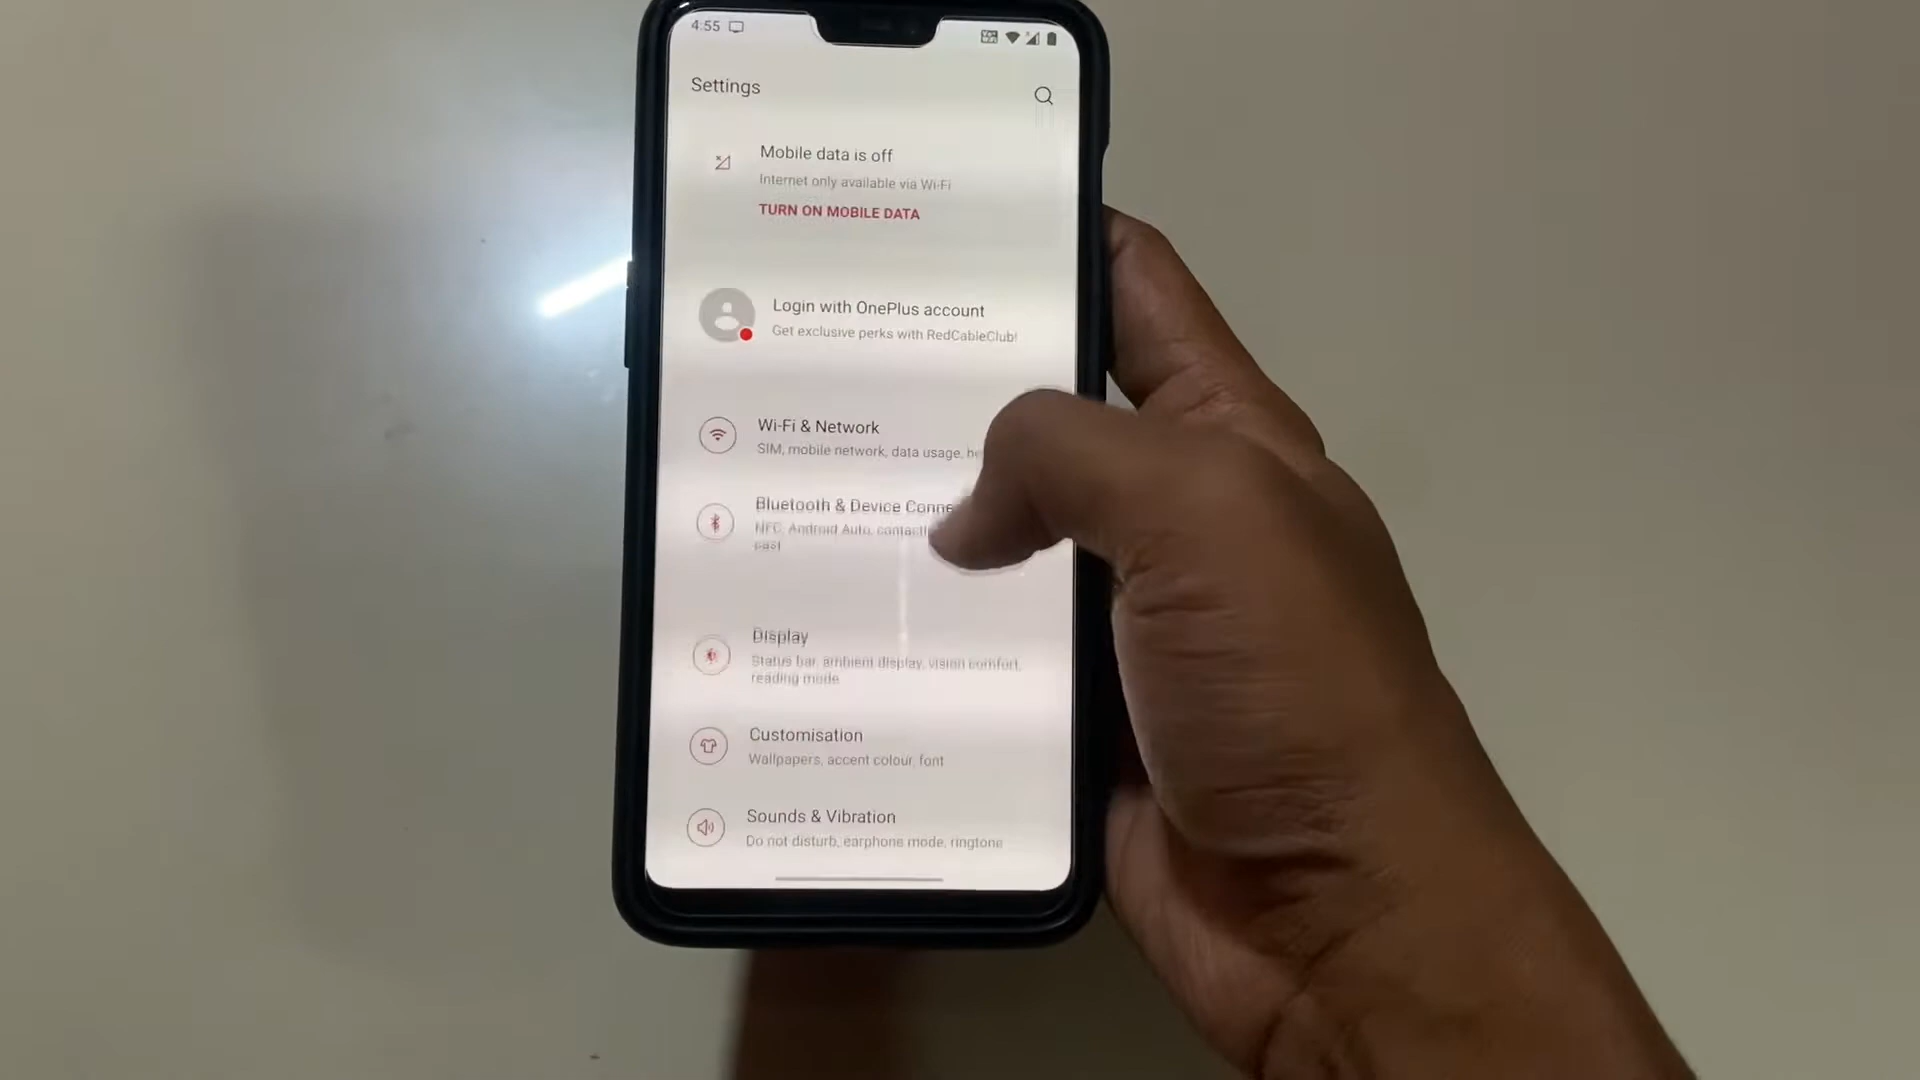 4:55
Settings
Mobile data is off
Internet only available via Wi-Fi
TURN ON MOBILE DATA
Login with OnePlus account
Get exclusive perks with RedCableClub!
Wi-Fi & Network
SIM, mobile network, data usage,
Bluetooth & Device
NFC, Android Auto,
cast
Display
Status bar, ambient display, vision comfort,
reading mode
Customisation
Wallpapers, accent colour, font
Sounds & Vibration
Do not disturb, earphone mode, ringtone